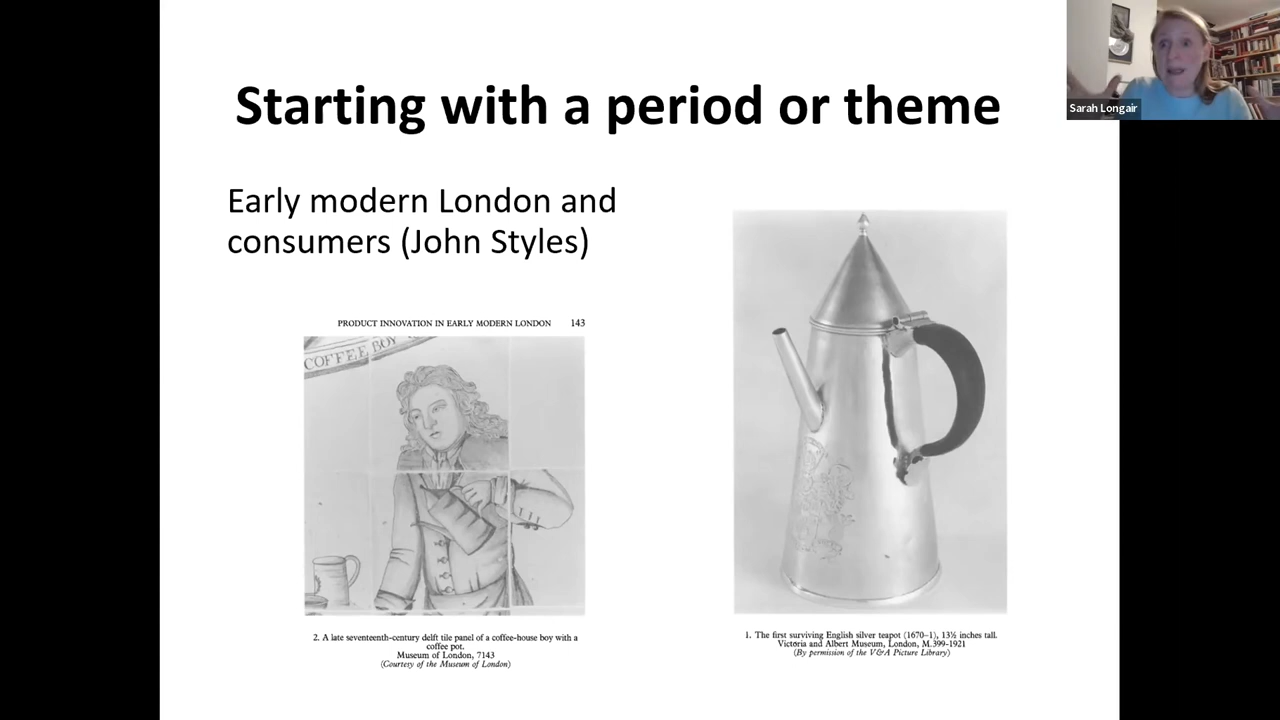 Starting with a period or theme
Sarah Longair
Early modern London and
consumers (John Styles)
PRODUCT INNOVATION IN EARLY MODERN LONDON 143
COFFEE BOY
2. A late seventeenth-century delft tile panel of a coffee-house boy with a
coffee pot.
Museum of London, 7143
(Courtesy of the Museum of London)
1. The first surviving English silver teapot (1670–1), 13½ inches tall.
Victoria and Albert Museum, London, M.399-1921
(By permission of the V&A Picture Library)